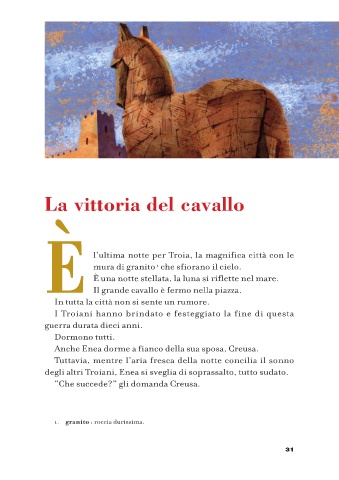 La vittoria del cavallo
È l'ultima notte per Troia, la magnifica città con le
mura di granito¹ che sfiorano il cielo.
È una notte stellata, la luna si riflette nel mare.
Il grande cavallo è fermo nella piazza.
In tutta la città non si sente un rumore.
I Troiani hanno brindato e festeggiato la fine di questa
guerra durata dieci anni.
Dormono tutti.
Anche Enea dorme a fianco della sua sposa, Creusa.
Tuttavia, mentre l'aria fresca della notte concilia il sonno
degli altri Troiani, Enea si sveglia di soprassalto, tutto sudato.
"Che succede?" gli domanda Creusa.
1. granito : roccia durissima.
31